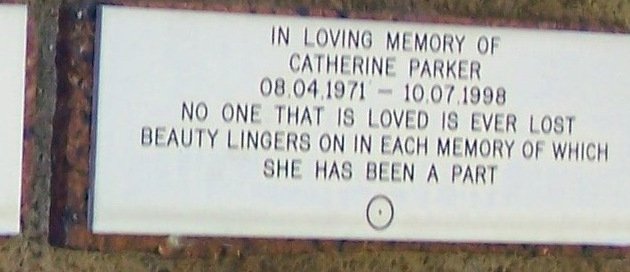 IN LOVING MEMORY OF
CATHERINE PARKER
08.04.1971 – 10.07.1998
NO ONE THAT IS LOVED IS EVER LOST
BEAUTY LINGERS ON IN EACH MEMORY OF WHICH
SHE HAS BEEN A PART